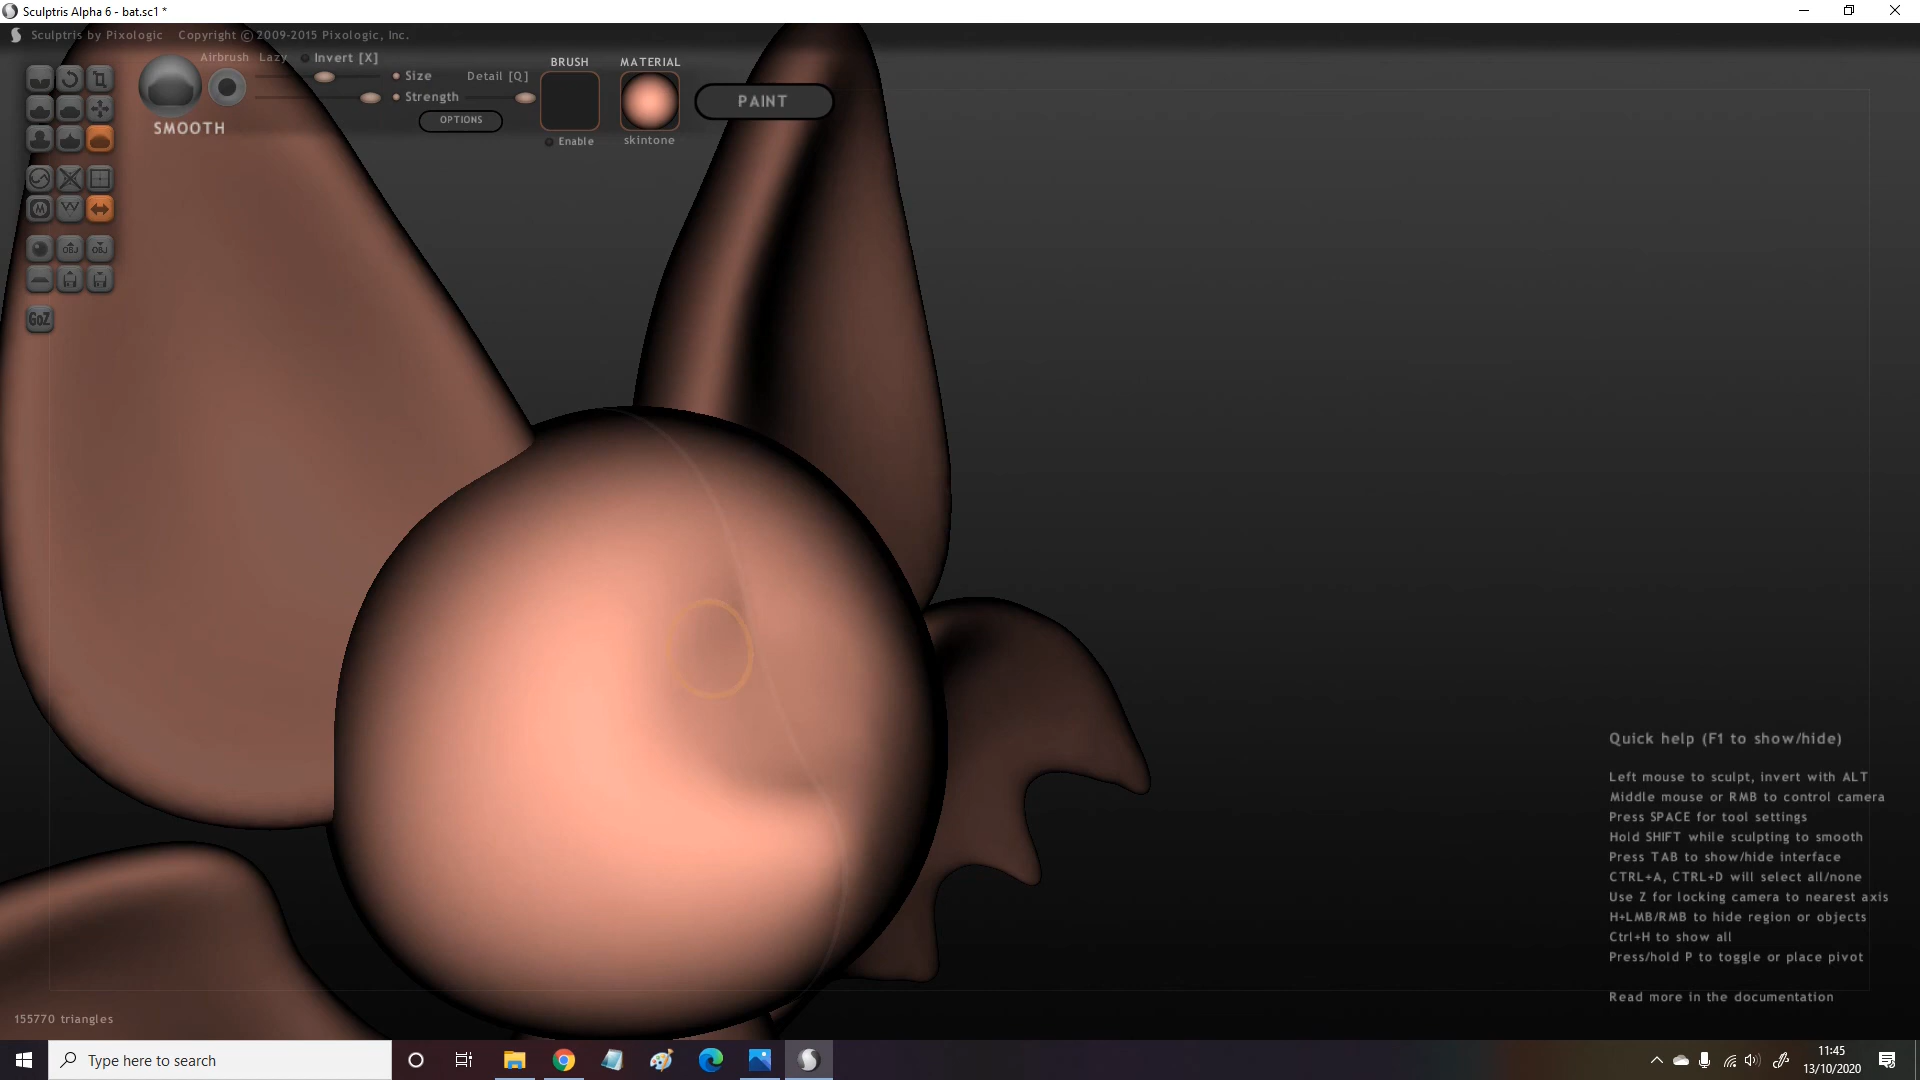 Sculptris Alpha 6 - bat.sc1 *
Sculptris by Pixologic Copyright © 2009-2015 Pixologic, Inc.
Airbrush Lazy Invert [X]
BRUSH
MATERIAL
Size
Detail [Q]
Strength
PAINT
OPTIONS
SMOOTH
Enable
skintone
OBJ
OBJ
GoZ
Quick help (F1 to show/hide)
Left mouse to sculpt, invert with ALT
Middle mouse or RMB to control camera
Press SPACE for tool settings
Hold SHIFT while sculpting to smooth
Press TAB to show/hide interface
CTRL+A, CTRL+D will select all/none
Use Z for locking camera to nearest axis
H+LMB/RMB to hide region or objects
Ctrl+H to show all
Press/hold P to toggle or place pivot
Read more in the documentation
155770 triangles
Type here to search
11:45
13/10/2020